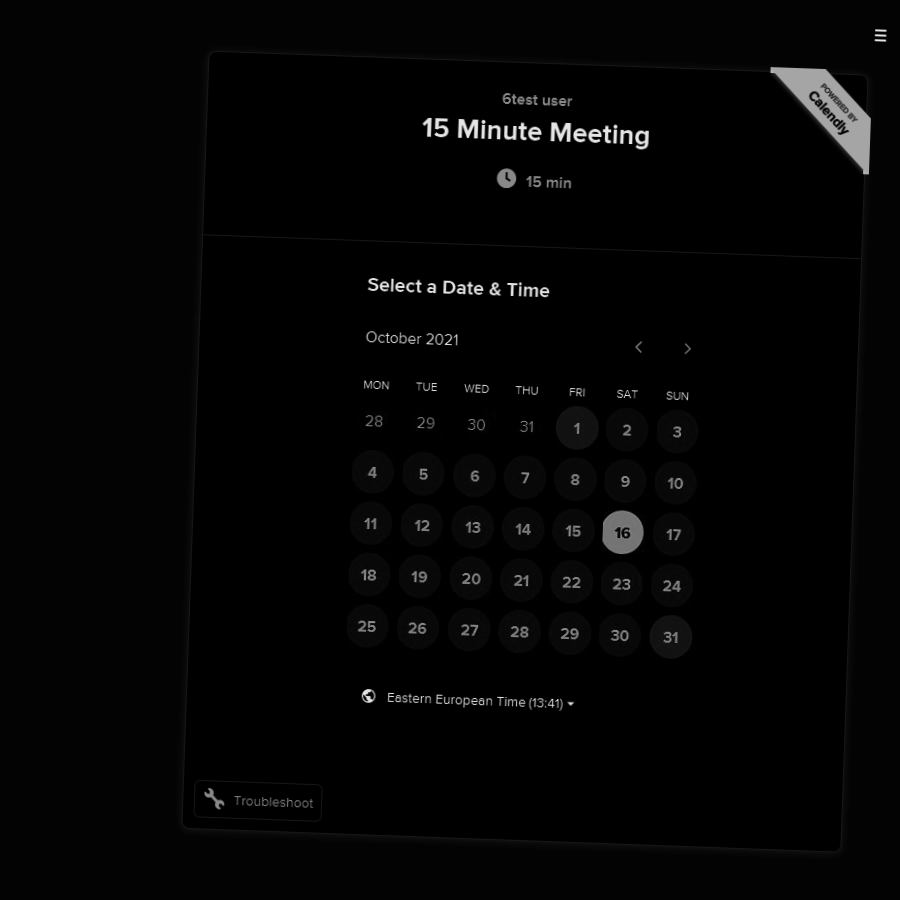 POWERED BY
Calendly
6test user
15 Minute Meeting
15 min
Select a Date & Time
October 2021
MON TUE WED THU FRI SAT SUN
28 29 30 31 1 2 3
4 5 6 7 8 9 10
11 12 13 14 15 16 17
18 19 20 21 22 23 24
25 26 27 28 29 30 31
Eastern European Time (13:41)
Troubleshoot